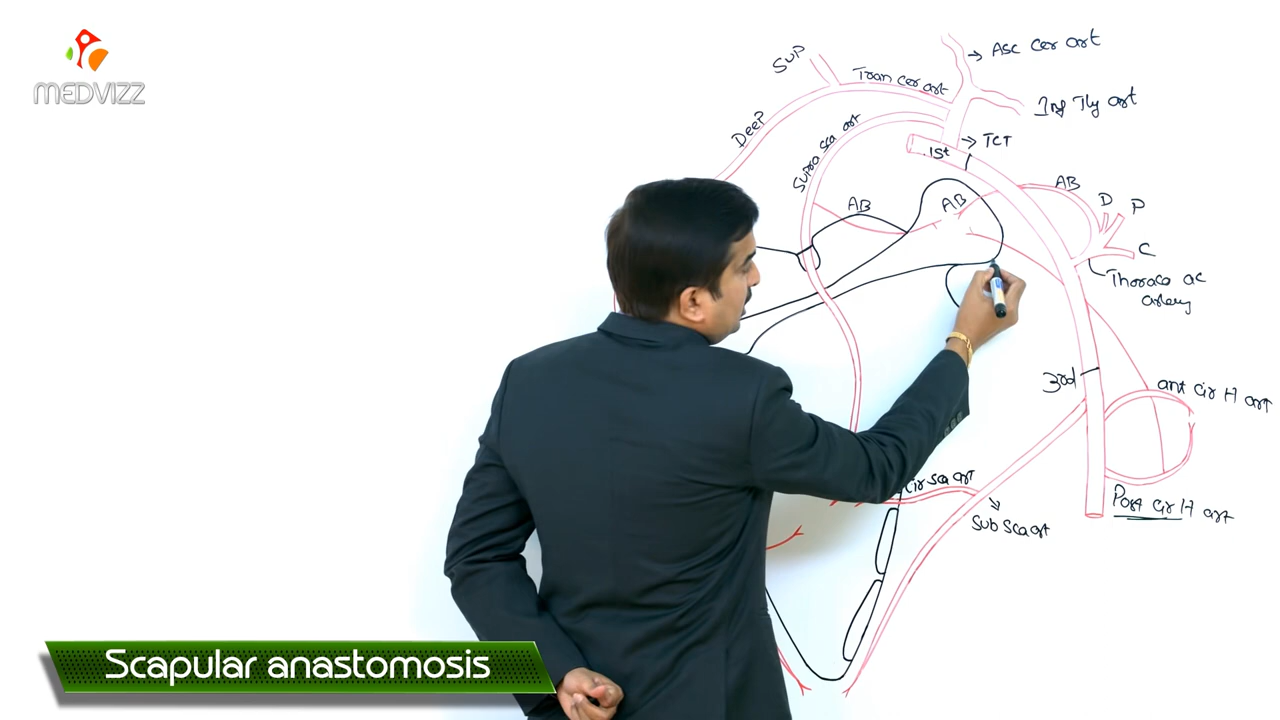 MEDVIZZ
Asc cer art
SUP
Tran cer art
Inf Thy art
DeeP
Supra sca art
TCT
1st
AB
AB
AB
D
P
C
Thoraco ac
artery
3rd
ant Cir H art
Cir sca art
Post Cir H art
Sub Sca art
Scapular anastomosis